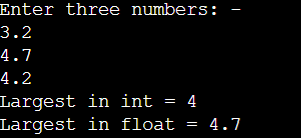 Enter three numbers: -
3.2
4.7
4.2
Largest in int = 4
Largest in float = 4.7